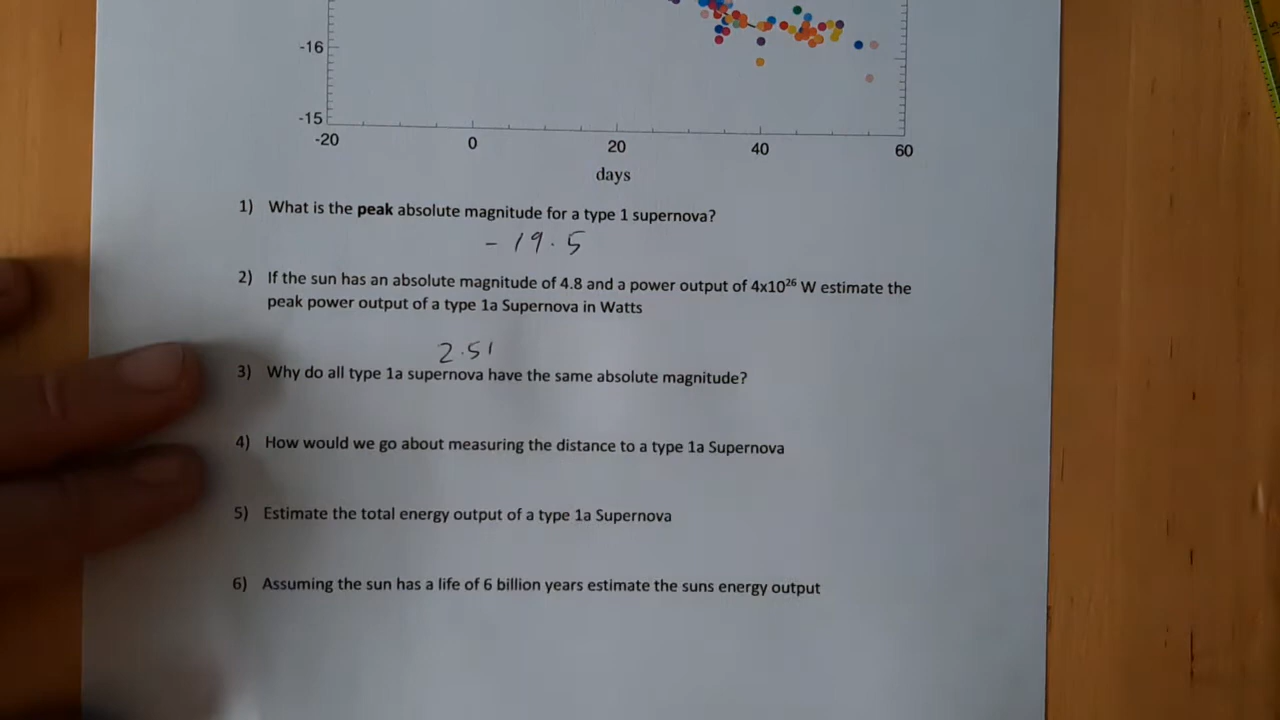 -16
-15
-20 0 20 40 60
days
1) What is the peak absolute magnitude for a type 1 supernova?
- 19.5
2) If the sun has an absolute magnitude of 4.8 and a power output of 4x10²⁶ W estimate the
peak power output of a type 1a Supernova in Watts
2.51
3) Why do all type 1a supernova have the same absolute magnitude?
4) How would we go about measuring the distance to a type 1a Supernova
5) Estimate the total energy output of a type 1a Supernova
6) Assuming the sun has a life of 6 billion years estimate the suns energy output